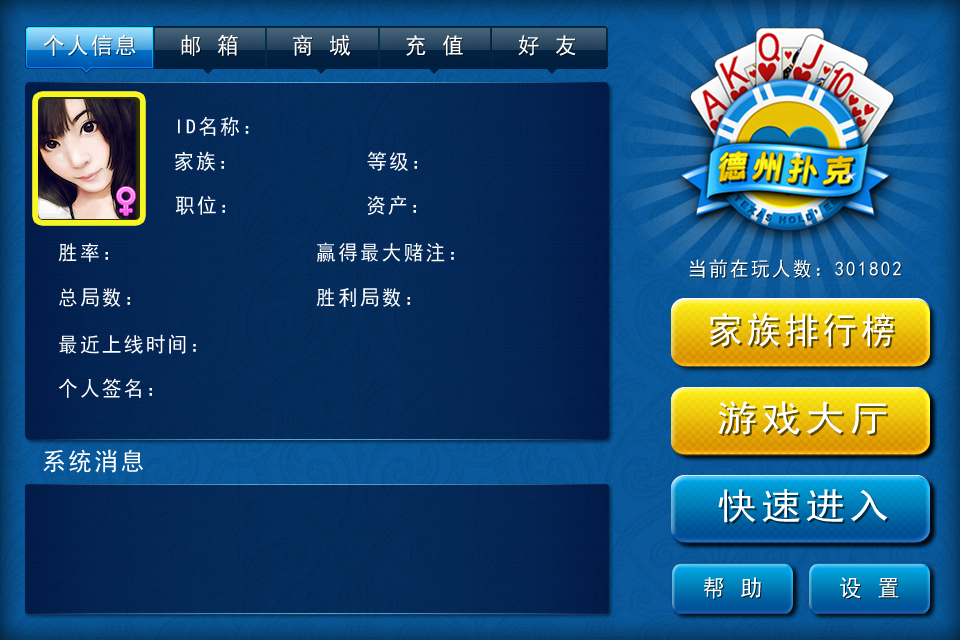 个人信息 邮箱 商城 充值 好友
ID名称：
家族： 等级：
职位： 资产：
胜率： 赢得最大赌注：
总局数： 胜利局数：
最近上线时间：
个人签名：
系统消息
A K Q J 10
德州扑克
TEXAS HOLD'EM
当前在玩人数：301802
家族排行榜
游戏大厅
快速进入
帮助 设置